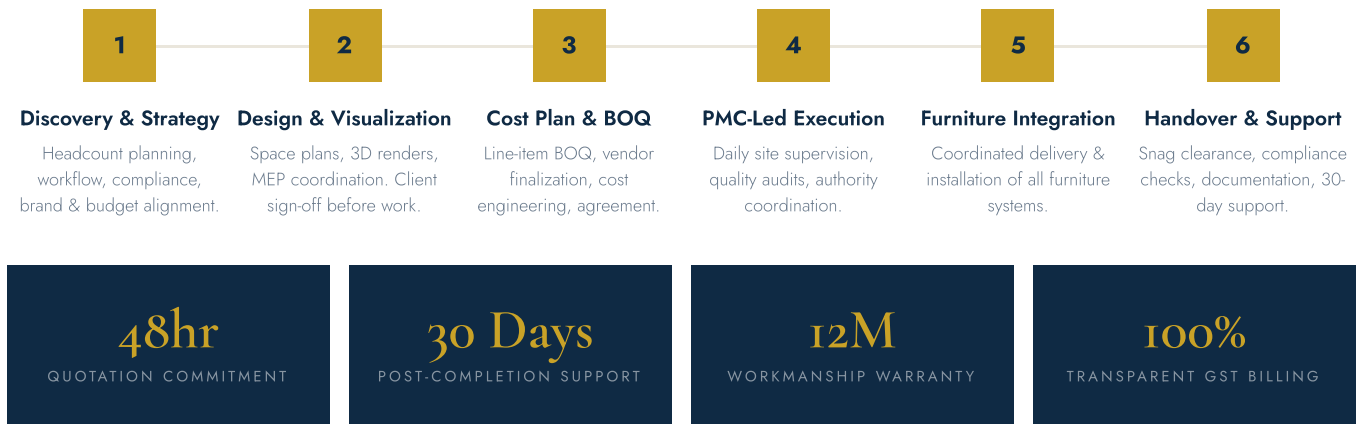 1
2
3
4
5
6
Discovery & Strategy
Headcount planning,
workflow, compliance,
brand & budget alignment.
Design & Visualization
Space plans, 3D renders,
MEP coordination. Client
sign-off before work.
Cost Plan & BOQ
Line-item BOQ, vendor
finalization, cost
engineering, agreement.
PMC-Led Execution
Daily site supervision,
quality audits, authority
coordination.
Furniture Integration
Coordinated delivery &
installation of all furniture
systems.
Handover & Support
Snag clearance, compliance
checks, documentation, 30-
day support.
48hr
QUOTATION COMMITMENT
30 Days
POST-COMPLETION SUPPORT
12M
WORKMANSHIP WARRANTY
100%
TRANSPARENT GST BILLING